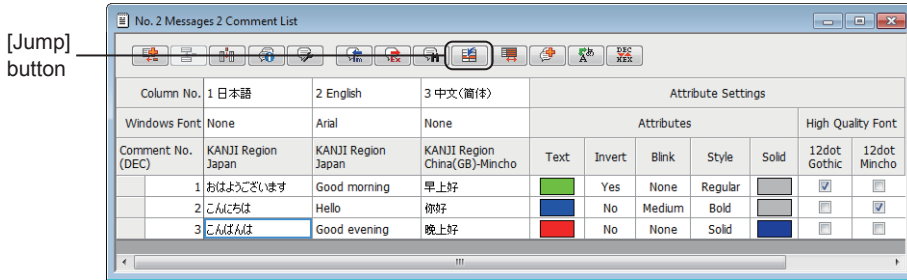 No. 2 Messages 2 Comment List
[Jump]
button
fm
Ex
DEC
HEX
Column No. 1 日本語 2 English 3 中文(简体) Attribute Settings
Windows Font None Arial None Attributes High Quality Font
Comment No. (DEC) KANJI Region Japan KANJI Region Japan KANJI Region China(GB)-Mincho Text Invert Blink Style Solid 12dot Gothic 12dot Mincho
1 おはようございます Good morning 早上好 Yes None Regular
2 こんにちは Hello 你好 No Medium Bold
3 こんばんは Good evening 晚上好 No None Solid